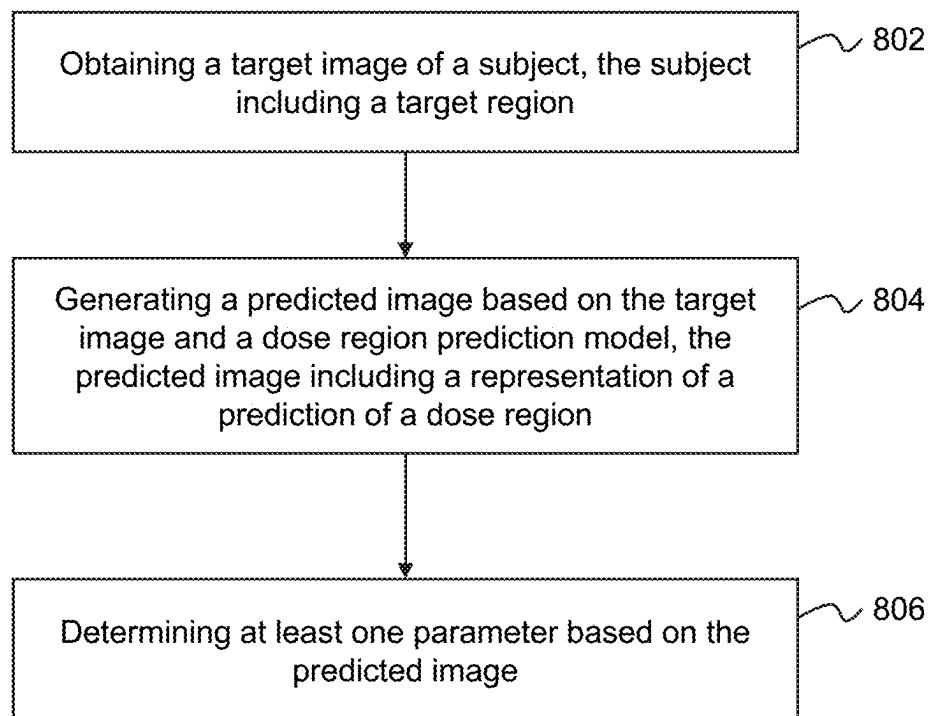 Obtaining a target image of a subject, the subject
including a target region
802
Generating a predicted image based on the target
image and a dose region prediction model, the
predicted image including a representation of a
prediction of a dose region
804
Determining at least one parameter based on the
predicted image
806